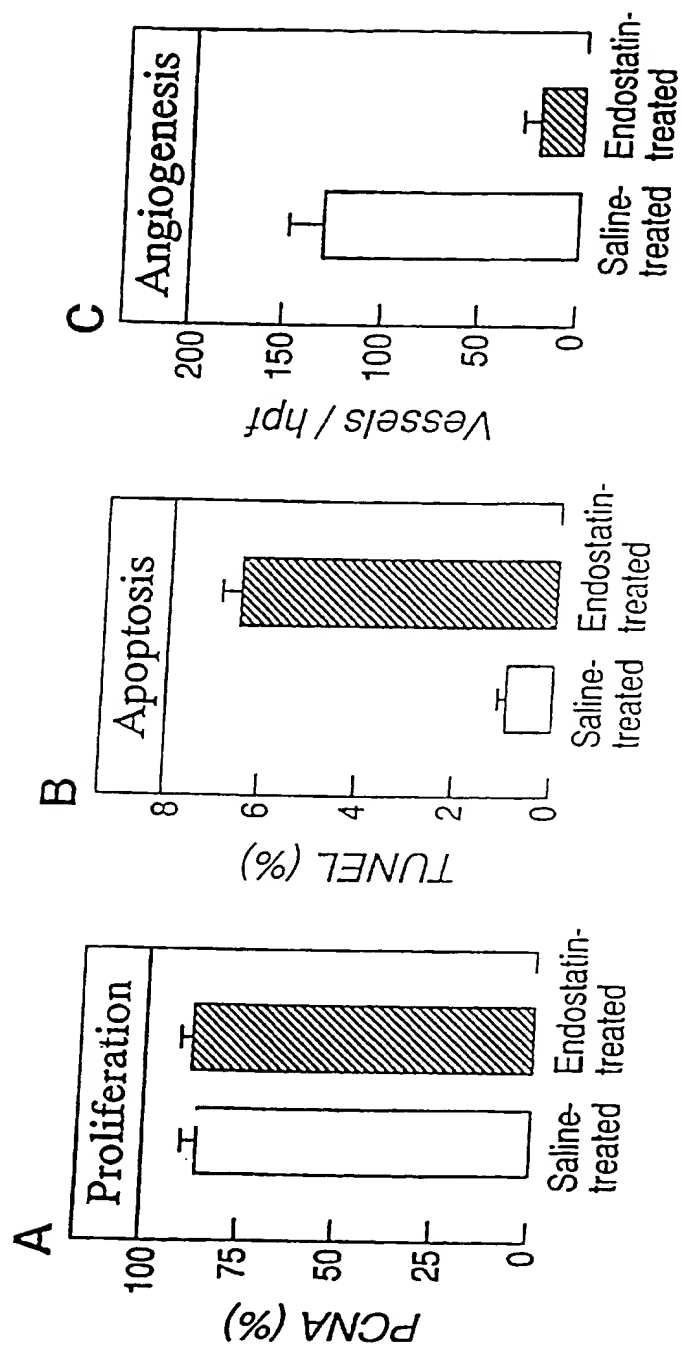 A
Proliferation
PCNA (%)
100
75
50
25
0
Saline-
treated
Endostatin-
treated
B
Apoptosis
TUNEL (%)
8
6
4
2
0
Saline-
treated
Endostatin-
treated
C
Angiogenesis
Vessels / hpf
200
150
100
50
0
Saline-
treated
Endostatin-
treated